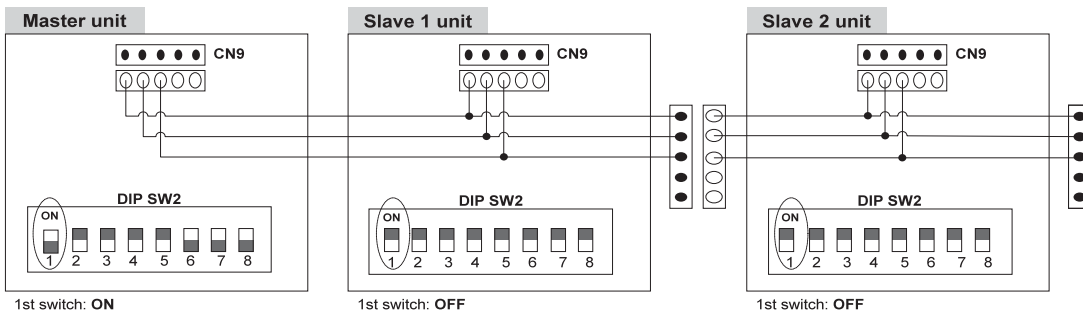 Master unit
Slave 1 unit
Slave 2 unit
CN9
CN9
CN9
DIP SW2
DIP SW2
DIP SW2
ON
ON
ON
1 2 3 4 5 6 7 8
1 2 3 4 5 6 7 8
1 2 3 4 5 6 7 8
1st switch: ON
1st switch: OFF
1st switch: OFF